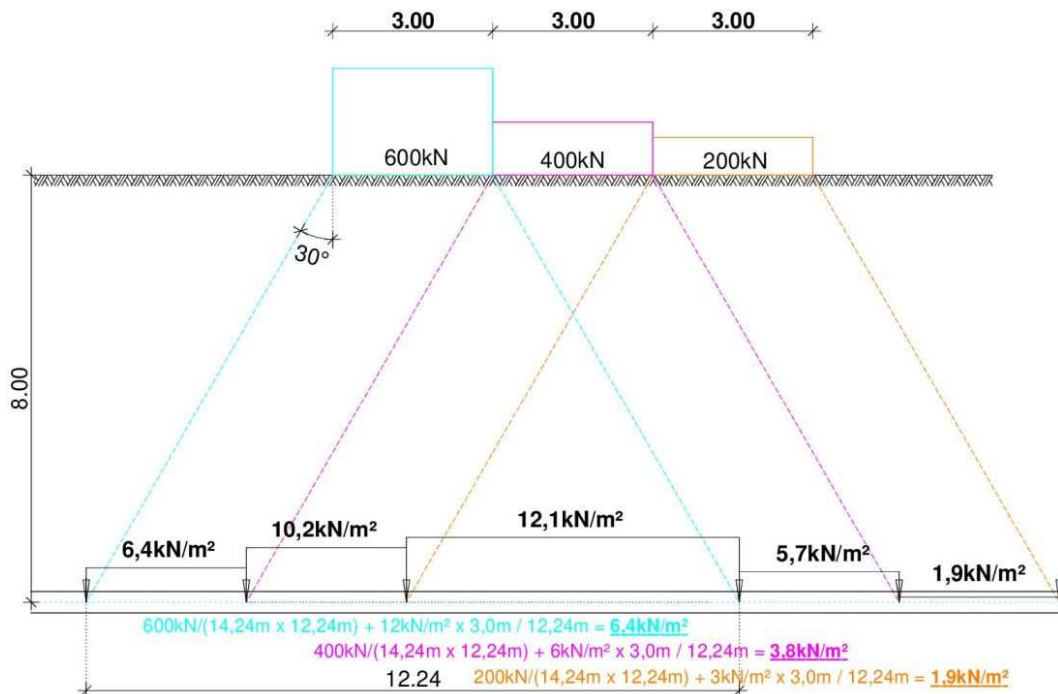 3.00 3.00 3.00
600kN 400kN 200kN
30°
8.00
6,4kN/m² 10,2kN/m² 12,1kN/m² 5,7kN/m² 1,9kN/m²
600kN/(14,24m x 12,24m) + 12kN/m² x 3,0m / 12,24m = 6,4kN/m²
400kN/(14,24m x 12,24m) + 6kN/m² x 3,0m / 12,24m = 3,8kN/m²
12.24
200kN/(14,24m x 12,24m) + 3kN/m² x 3,0m / 12,24m = 1,9kN/m²